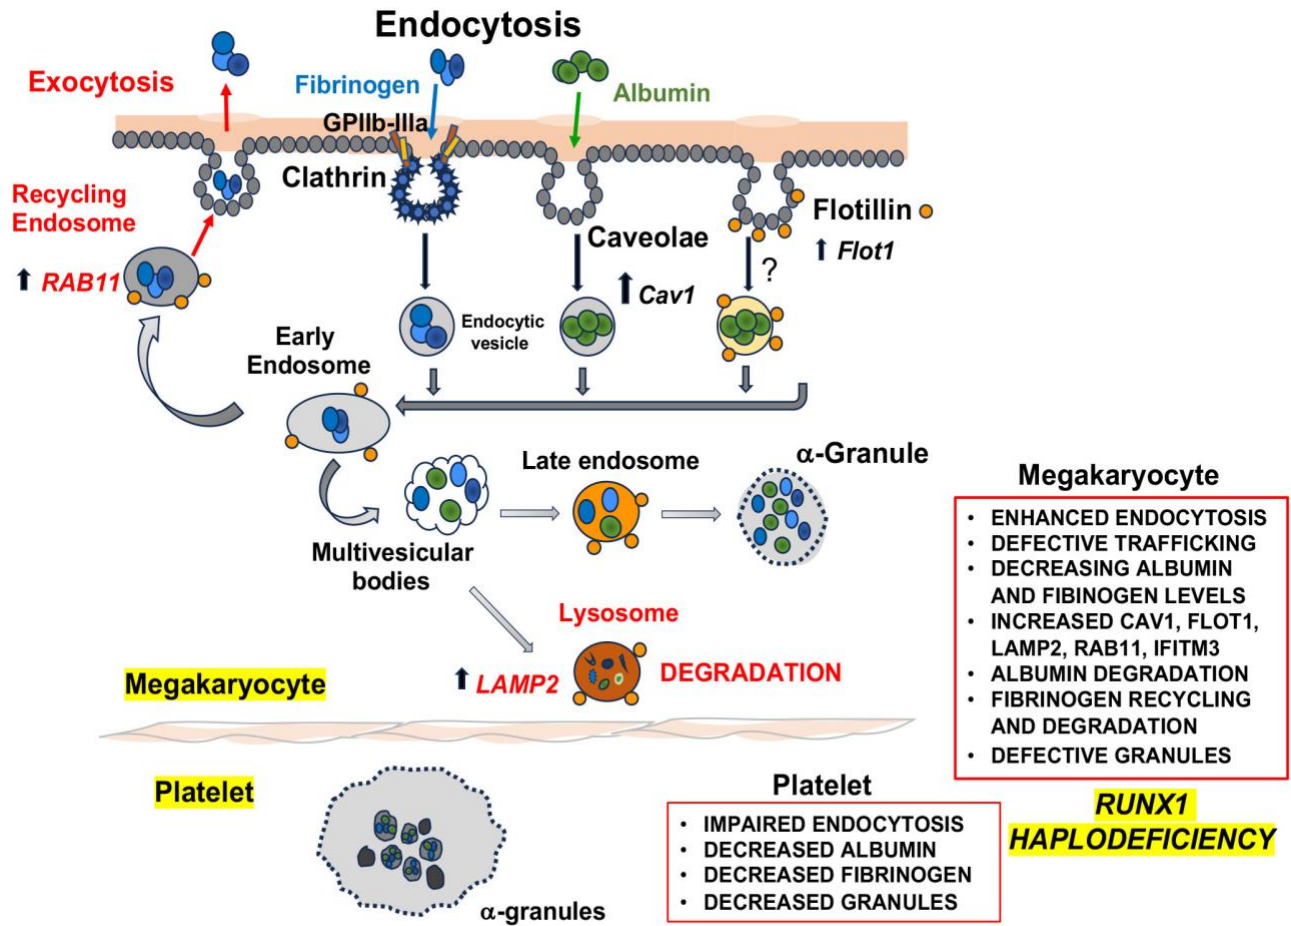 Endocytosis
Exocytosis
Fibrinogen
Albumin
GPIIb-IIIa
Clathrin
Recycling
Endosome
Flotillin
Caveolae
Flot1
RAB11
?
Cav1
Endocytic
vesicle
Early
Endosome
Late endosome
α-Granule
Multivesicular
bodies
Lysosome
LAMP2
DEGRADATION
Megakaryocyte
Platelet
α-granules
Megakaryocyte
• ENHANCED ENDOCYTOSIS
• DEFECTIVE TRAFFICKING
• DECREASING ALBUMIN
AND FIBINOGEN LEVELS
• INCREASED CAV1, FLOT1,
LAMP2, RAB11, IFITM3
• ALBUMIN DEGRADATION
• FIBRINOGEN RECYCLING
AND DEGRADATION
• DEFECTIVE GRANULES
Platelet
• IMPAIRED ENDOCYTOSIS
• DECREASED ALBUMIN
• DECREASED FIBRINOGEN
• DECREASED GRANULES
RUNX1
HAPLODEFICIENCY